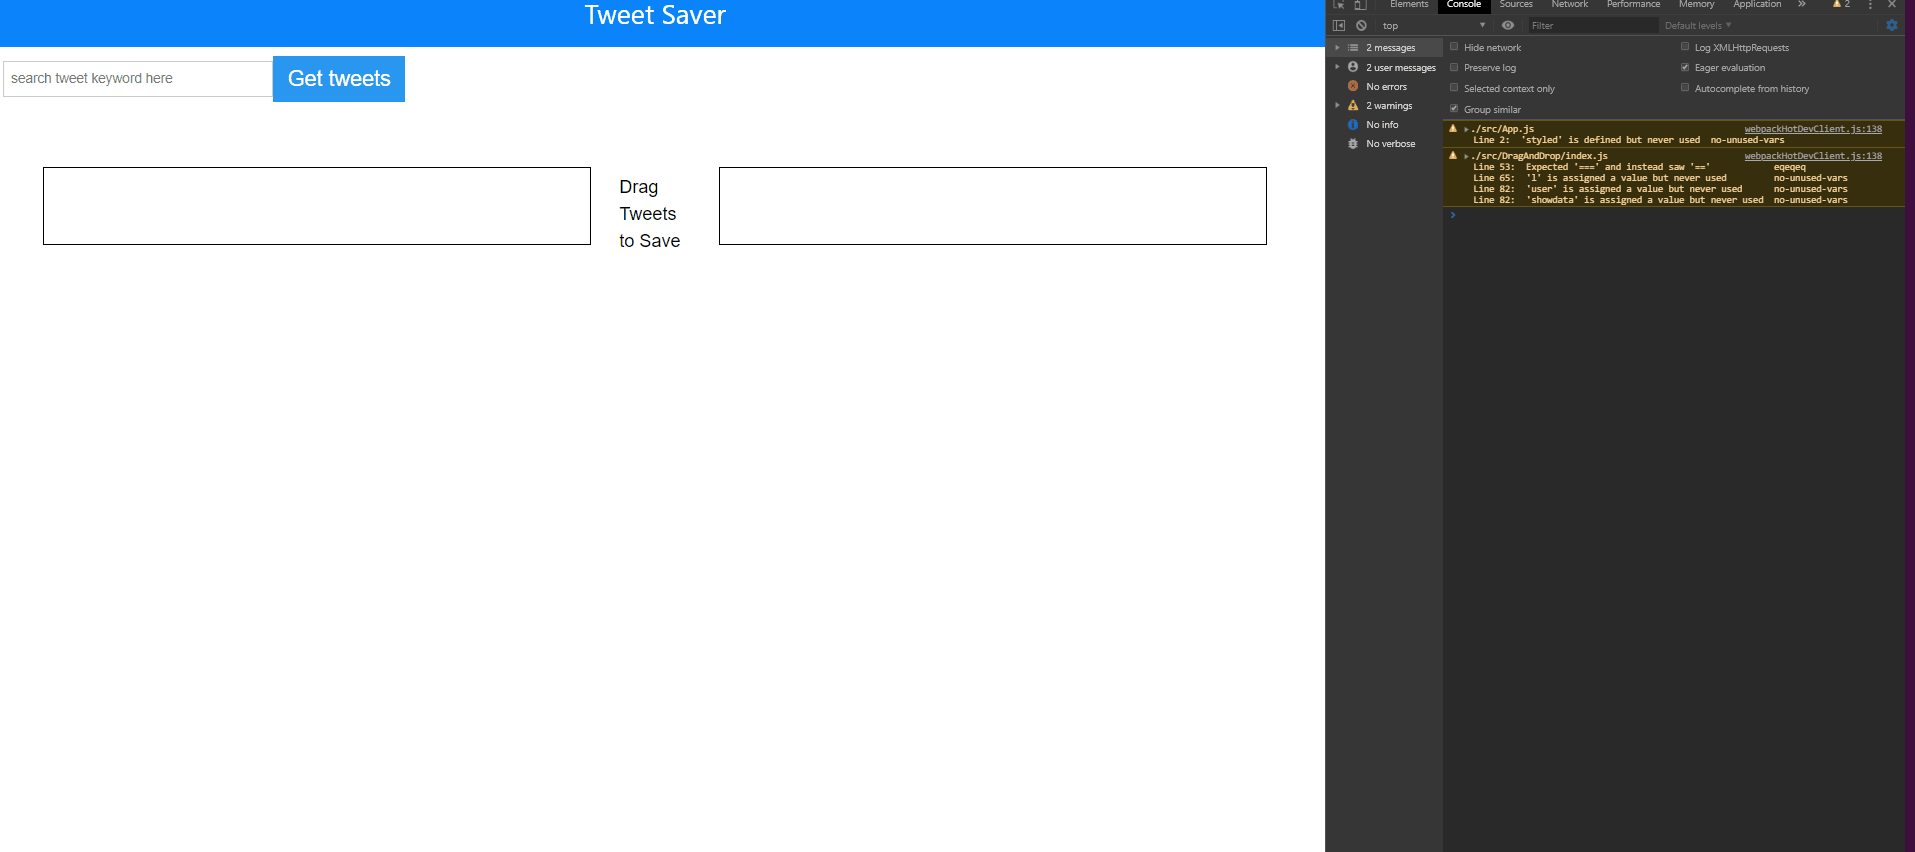 Tweet Saver
search tweet keyword here
Get tweets
Drag
Tweets
to Save
Elements Console Sources Network Performance Memory Application » 2
top Filter Default levels
2 messages
2 user messages
No errors
2 warnings
No info
No verbose
Hide network Log XMLHttpRequests
Preserve log Eager evaluation
Selected context only Autocomplete from history
Group similar
./src/App.js webpackHotDevClient.js:138
Line 2: 'styled' is defined but never used no-unused-vars
./src/DragAndDrop/index.js webpackHotDevClient.js:138
Line 53: Expected '===' and instead saw '==' eqeqeq
Line 65: 'l' is assigned a value but never used no-unused-vars
Line 82: 'user' is assigned a value but never used no-unused-vars
Line 82: 'showdata' is assigned a value but never used no-unused-vars